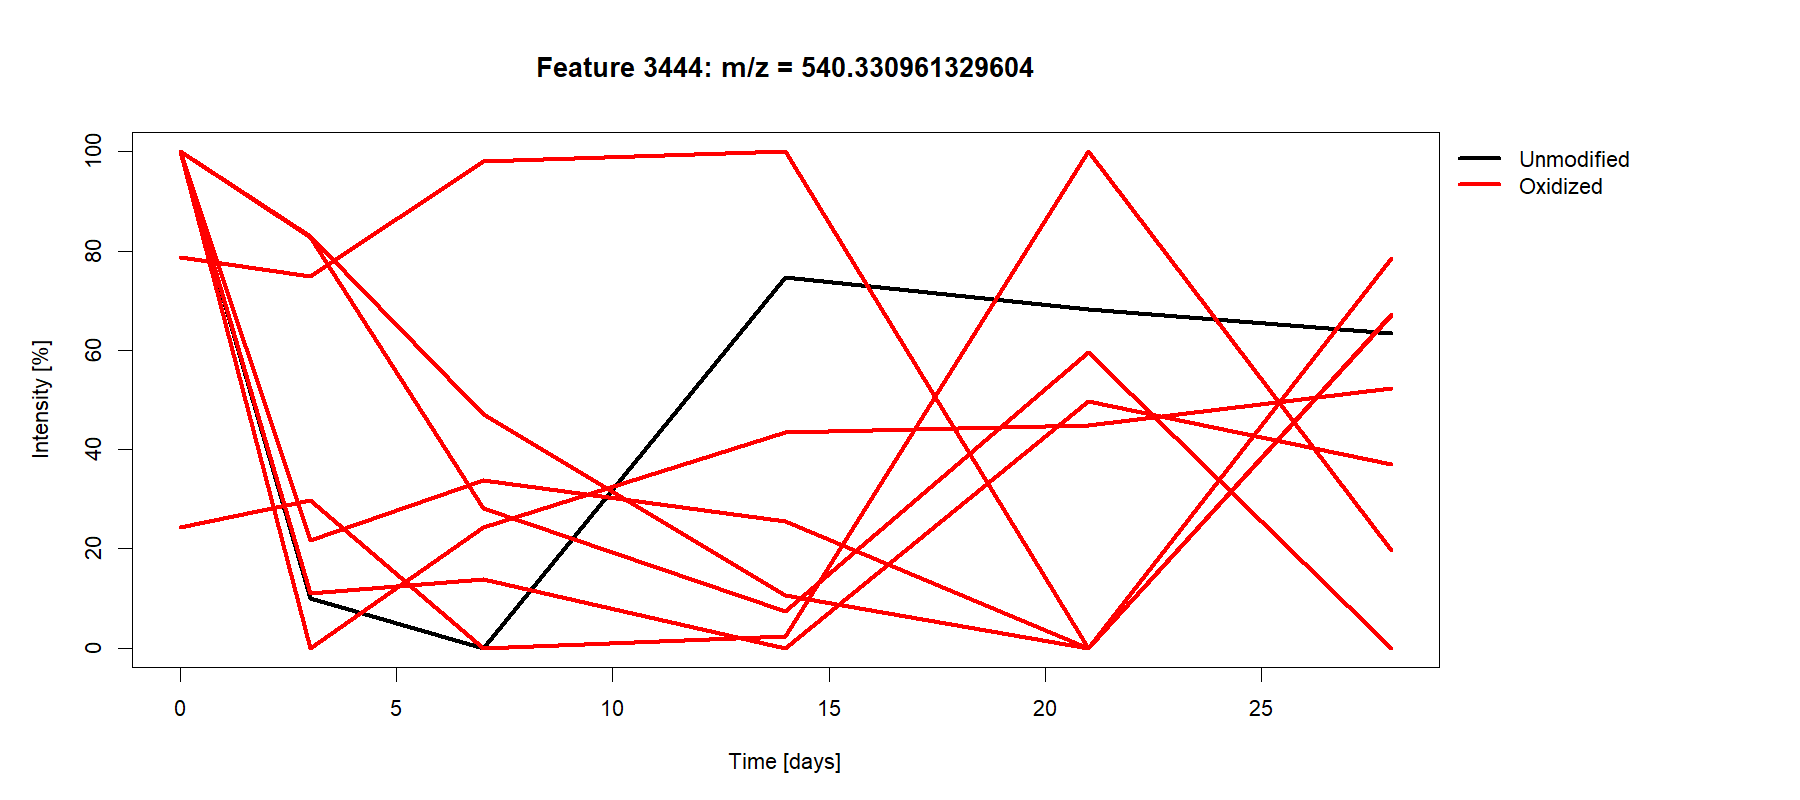 Feature 3444: m/z = 540.330961329604
Unmodified
Oxidized
Intensity [%]
100
80
60
40
20
0
0 5 10 15 20 25
Time [days]